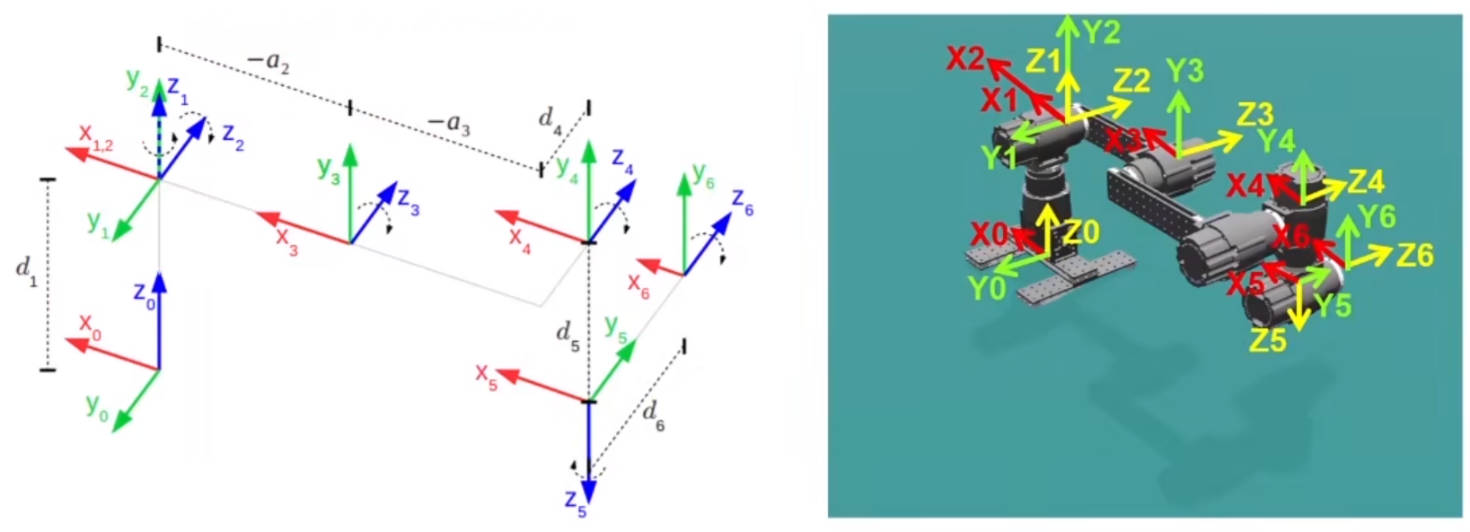 -a₂
-a₃
d₄
y₂ z₁
z₂
x₁,₂
y₁
y₃
z₃
x₃
y₄ z₄
x₄
y₆
z₆
x₆
d₁
z₀
x₀
y₀
d₅
y₅
x₅
z₅
d₆
Y2
X2 Z1
Z2
X1
Y1
Y3
Z3
X3
Y4
X4 Z4
X0 Z0
Y0
Y6
X6
Z6
X5 Y5
Z5